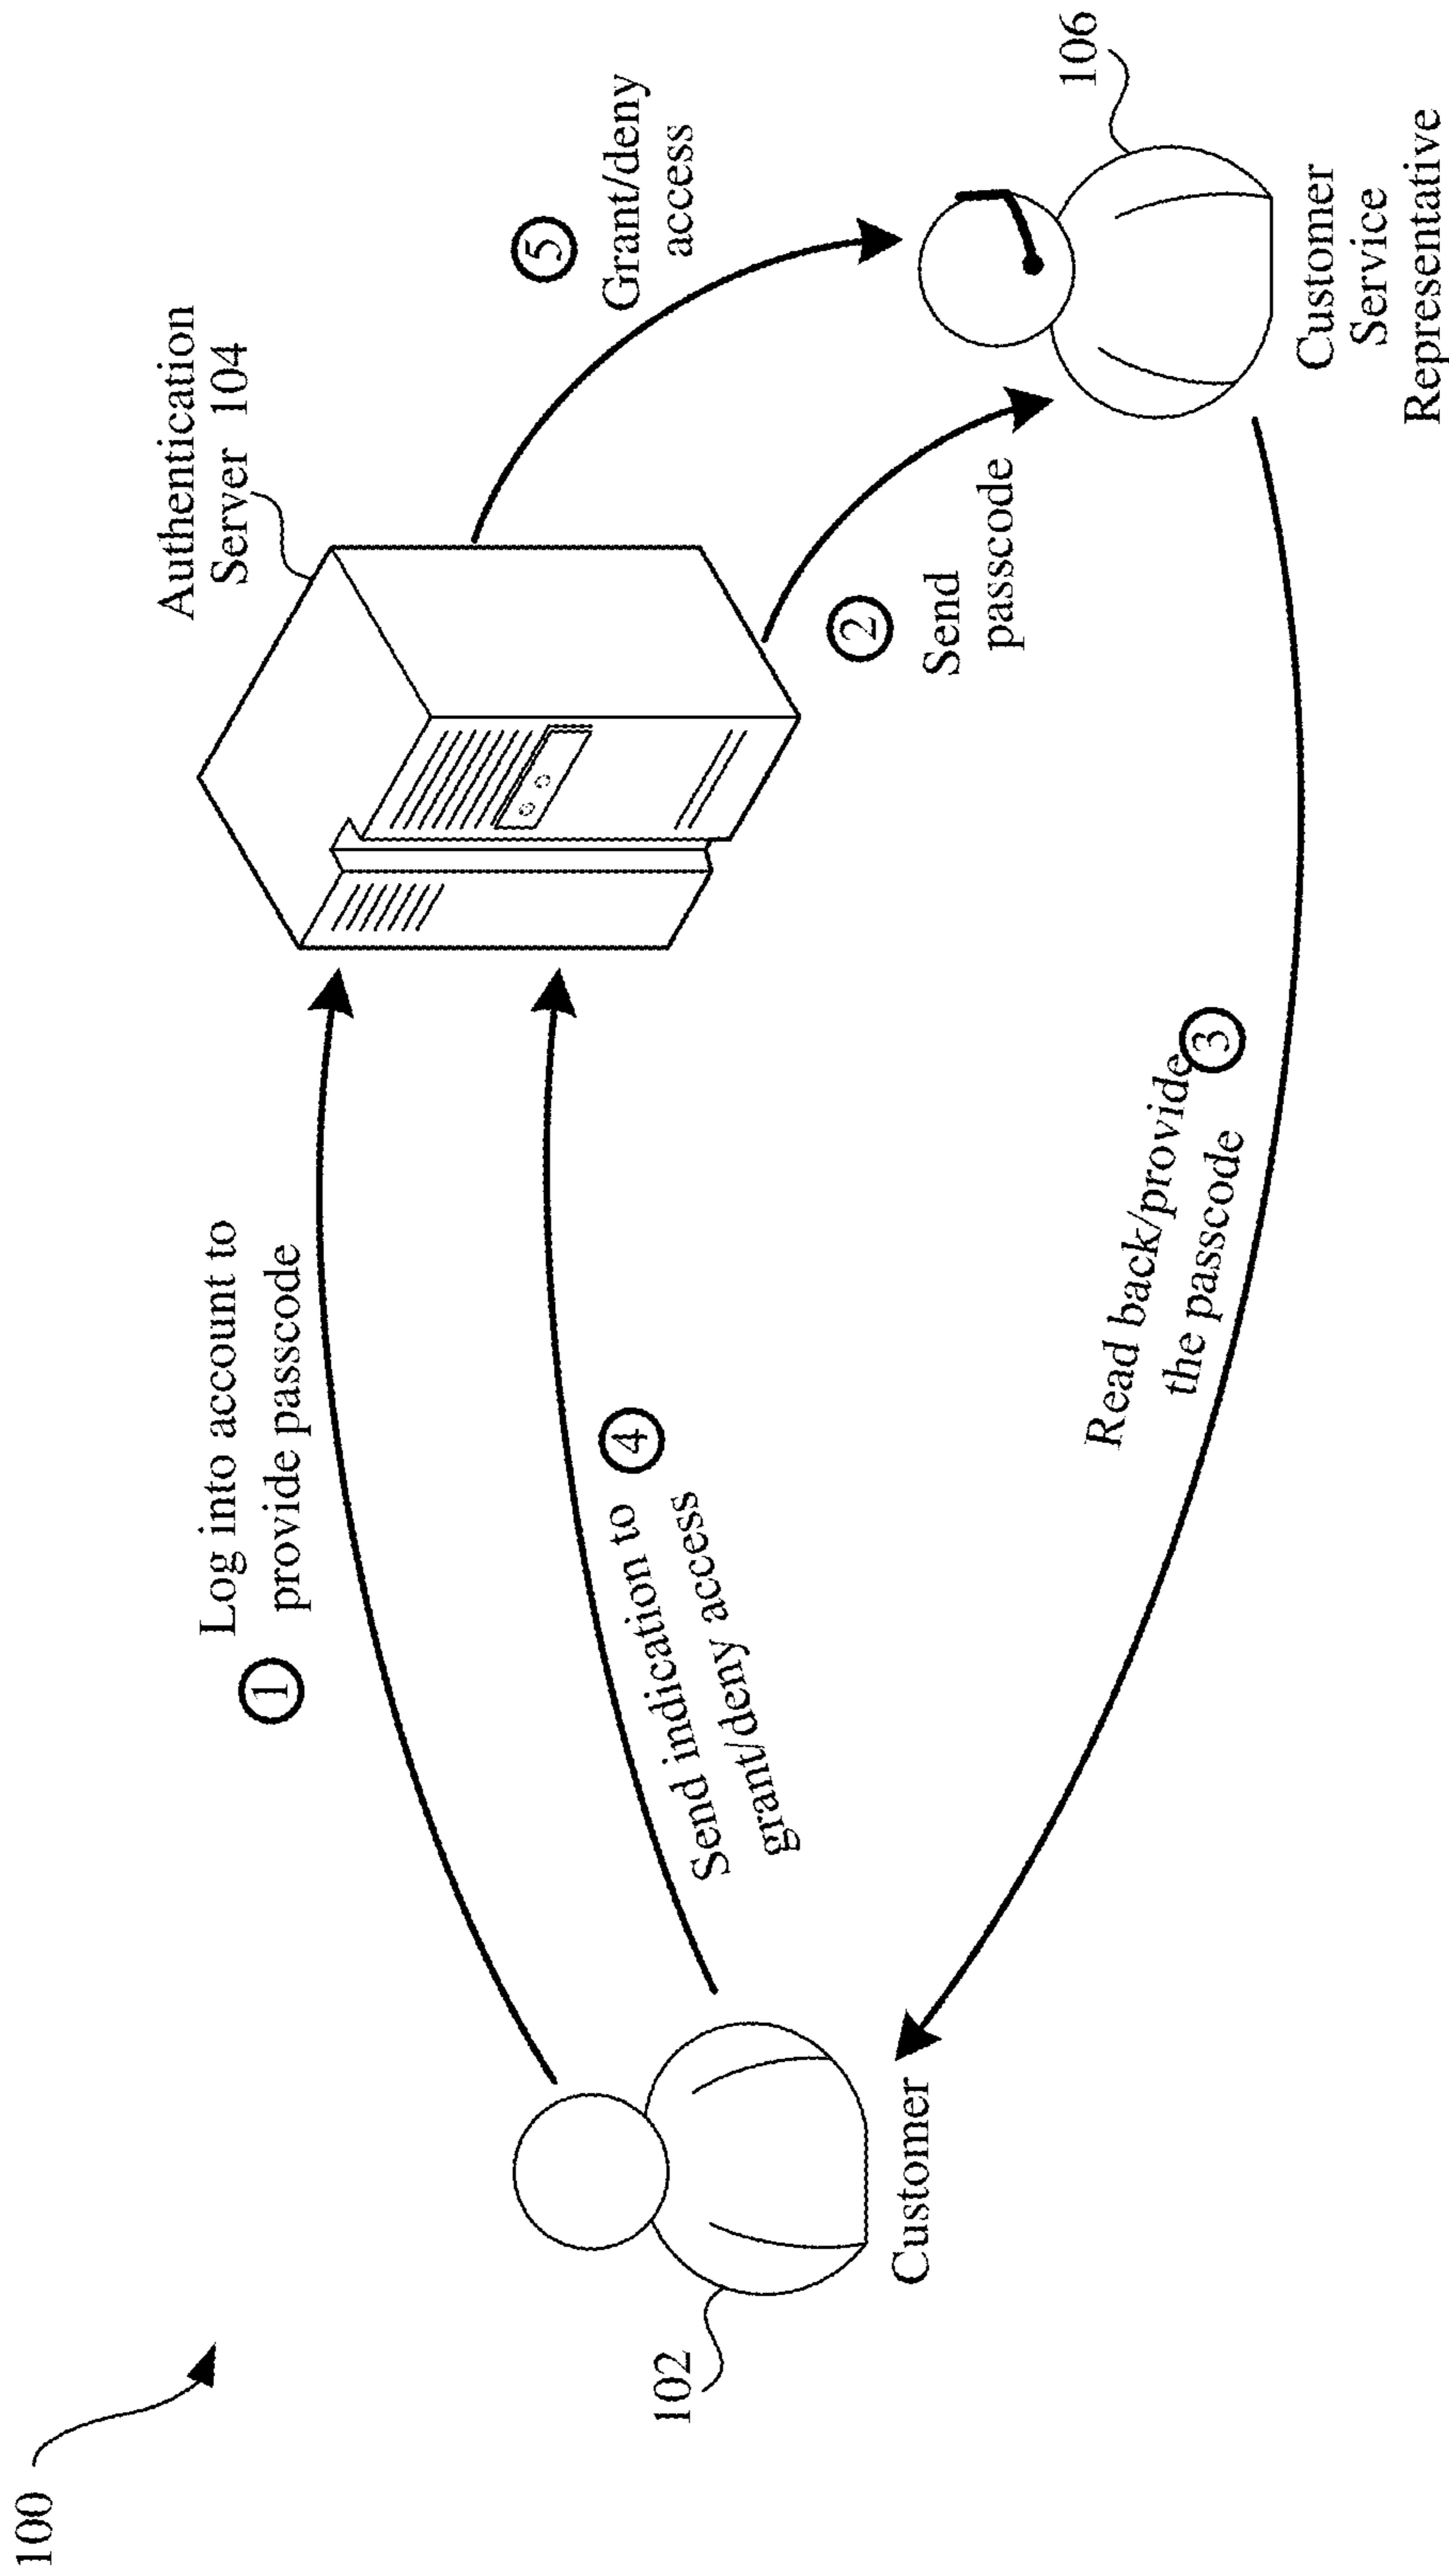 100
Authentication
Server 104
① Log into account to
provide passcode
⑤
Grant/deny
access
④
Send indication to
grant/deny access
②
Send
passcode
102
Customer
106
Customer
Service
Representative
③
Read back/provide
the passcode